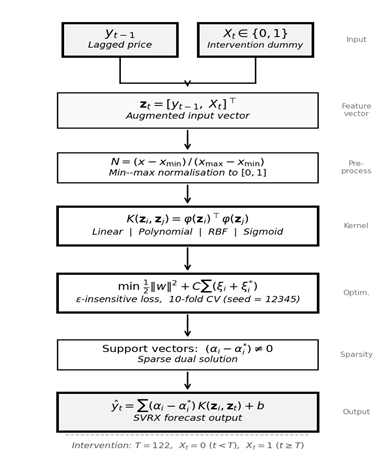 y_{t−1}
Lagged price
X_t ∈ {0, 1}
Intervention dummy
Input
z_t = [y_{t−1}, X_t]^⊤
Augmented input vector
Feature
vector
N = (x − x_min) / (x_max − x_min)
Min--max normalisation to [0, 1]
Pre-
process
K(z_i, z_j) = φ(z_i)^⊤ φ(z_j)
Linear | Polynomial | RBF | Sigmoid
Kernel
min ½‖w‖² + C∑(ξ_i + ξ_i^*)
ε-insensitive loss, 10-fold CV (seed = 12345)
Optim.
Support vectors: (α_i − α_i^*) ≠ 0
Sparse dual solution
Sparsity
ŷ_t = ∑(α_i − α_i^*) K(z_i, z_t) + b
SVRX forecast output
Output
Intervention: T = 122, X_t = 0 (t < T), X_t = 1 (t ≥ T)